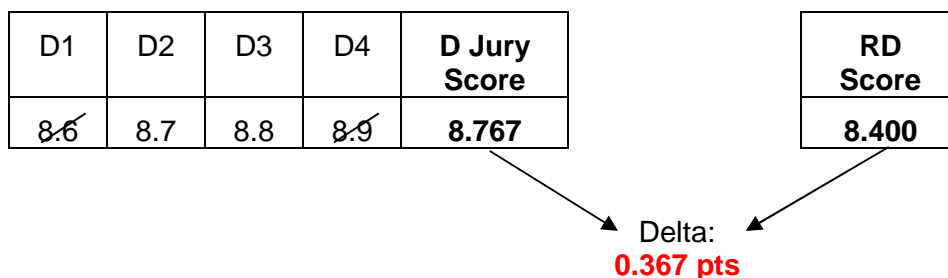 D1 D2 D3 D4 D Jury Score RD Score
8.6 8.7 8.8 8.9 8.767 8.400
Delta:
0.367 pts